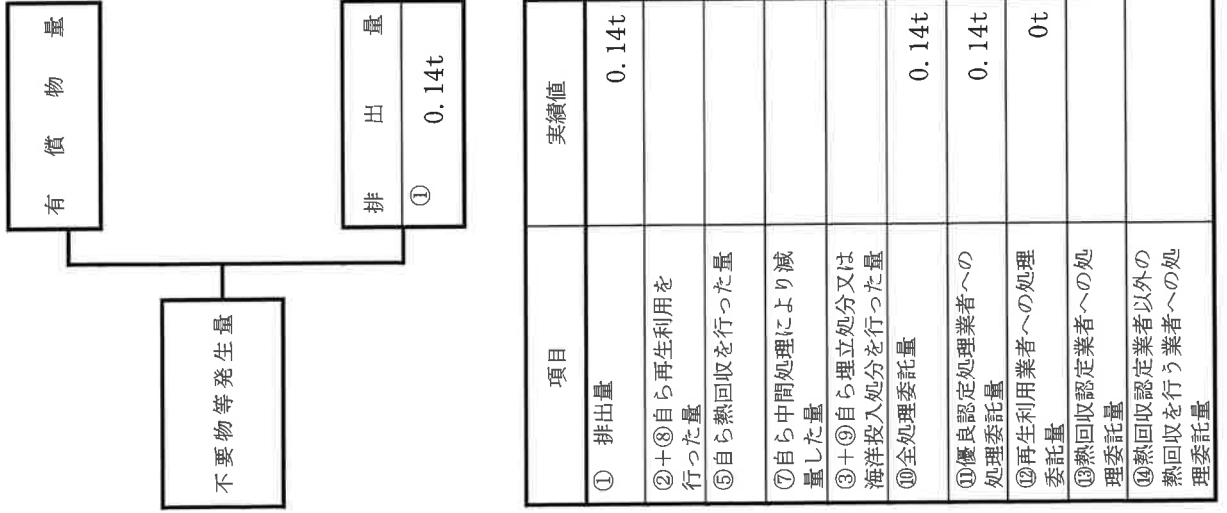 不要物等発生量
有償物量
排出量
① 0.14t
項目 実績値
① 排出量 0.14t
②+⑧自ら再生利用を
行った量
⑤自ら熱回収を行った量
⑦自ら中間処理により減
量した量
③+⑨自ら埋立処分又は
海洋投入処分を行った量
⑩全処理委託量 0.14t
⑪優良認定処理業者への
処理委託量 0.14t
⑫再生利用業者への処理
委託量 0t
⑬熱回収認定業者への処
理委託量
⑭熱回収認定業者以外の
熱回収を行う業者への処
理委託量